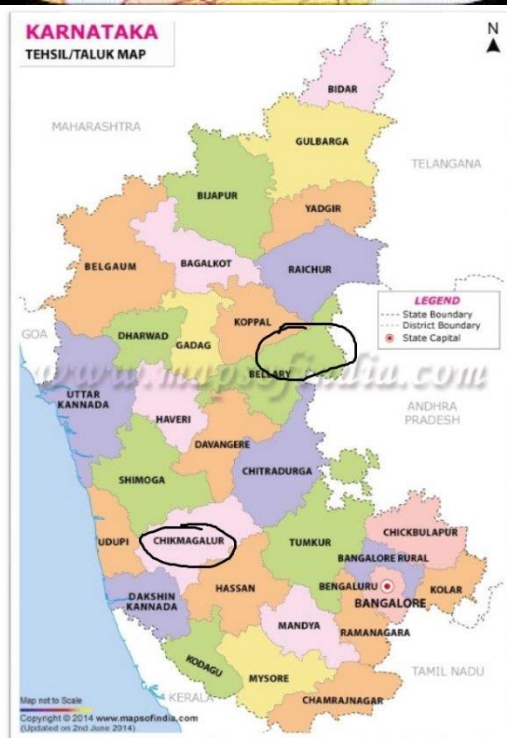 KARNATAKA
TEHSIL/TALUK MAP
N
BIDAR
MAHARASHTRA
GULBARGA
TELANGANA
BIJAPUR
YADGIR
BAGALKOT
BELGAUM
RAICHUR
LEGEND
State Boundary
District Boundary
State Capital
KOPPAL
GOA
DHARWAD
GADAG
BELLARY
www.mapsofindia.com
UTTAR
KANNADA
ANDHRA
PRADESH
HAVERI
DAVANGERE
CHITRADURGA
SHIMOGA
CHICKBULAPUR
UDUPI
CHIKMAGALUR
TUMKUR
BANGALORE RURAL
DAKSHIN
KANNADA
HASSAN
BENGALURU
BANGALORE
KOLAR
MANDYA
RAMANAGARA
KODAGU
MYSORE
TAMIL NADU
KERALA
CHAMRAJNAGAR
Map not to Scale
Copyright © 2014 www.mapsofindia.com
(Updated on 2nd June 2014)